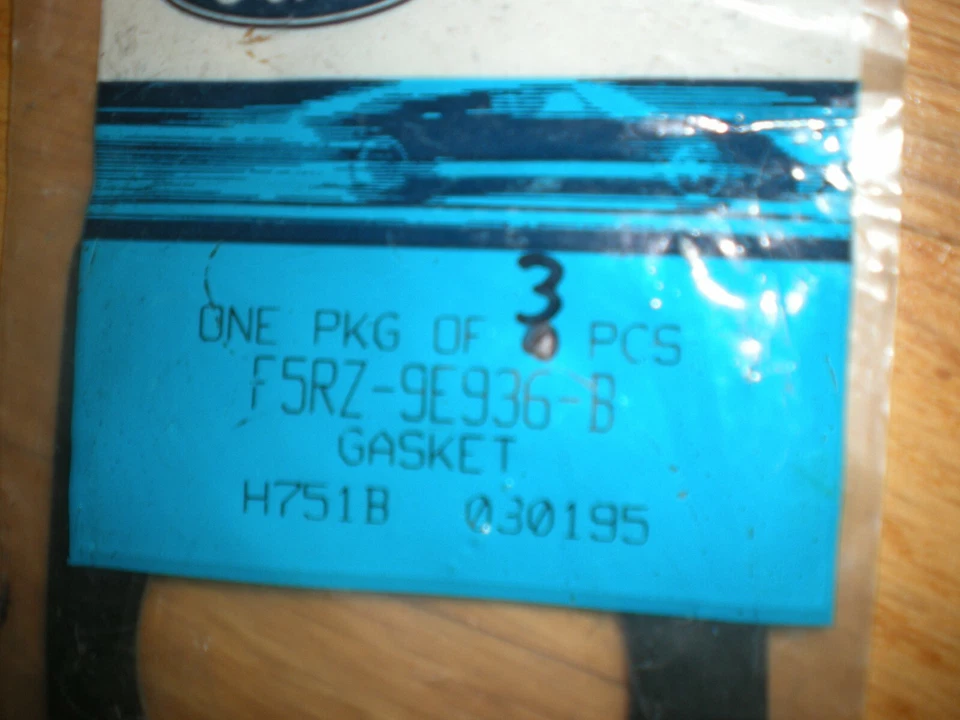 3
ONE PKG OF PCS
F5RZ-9E936-B
GASKET
H751B 030195